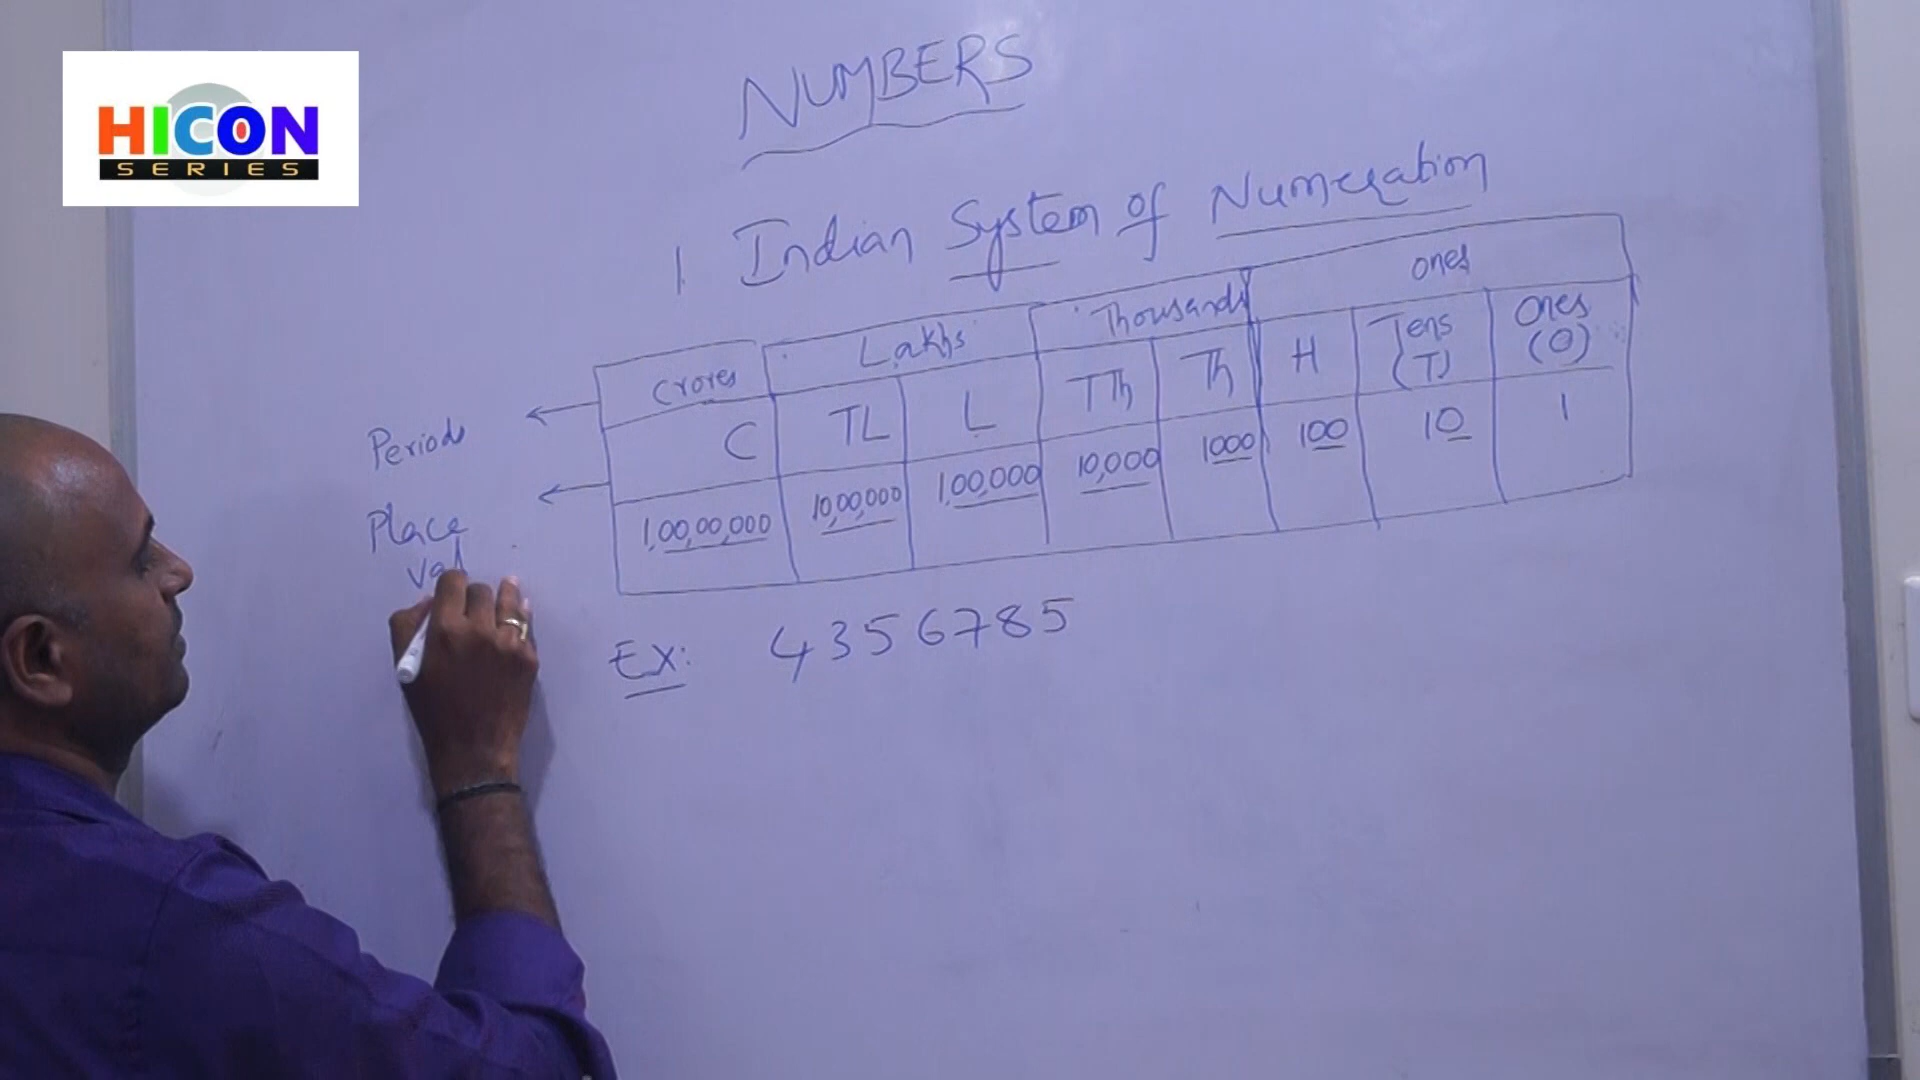 HICON
SERIES
NUMBERS
1. Indian System of Numeration
Crores Lakhs Thousands Ones
C TL L TTh Th H Tens (T) Ones (O)
1,00,00,000 10,00,000 1,00,000 10,000 1000 100 10 1
Periods
Place
Val
Ex: 4356785